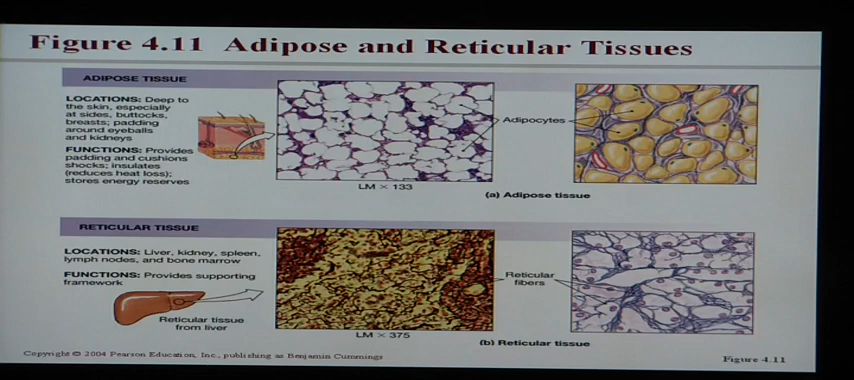 Figure 4.11 Adipose and Reticular Tissues
ADIPOSE TISSUE
LOCATIONS: Deep to
the skin, especially
at sides, buttocks,
breasts; padding
around eyeballs
and kidneys
FUNCTIONS: Provides
padding and cushions
shocks; insulates
(reduces heat loss);
stores energy reserves
Adipocytes
LM × 133
(a) Adipose tissue
RETICULAR TISSUE
LOCATIONS: Liver, kidney, spleen,
lymph nodes, and bone marrow
FUNCTIONS: Provides supporting
framework
Reticular tissue
from liver
Reticular
fibers
LM × 375
(b) Reticular tissue
Copyright © 2004 Pearson Education, Inc., publishing as Benjamin Cummings
Figure 4.11